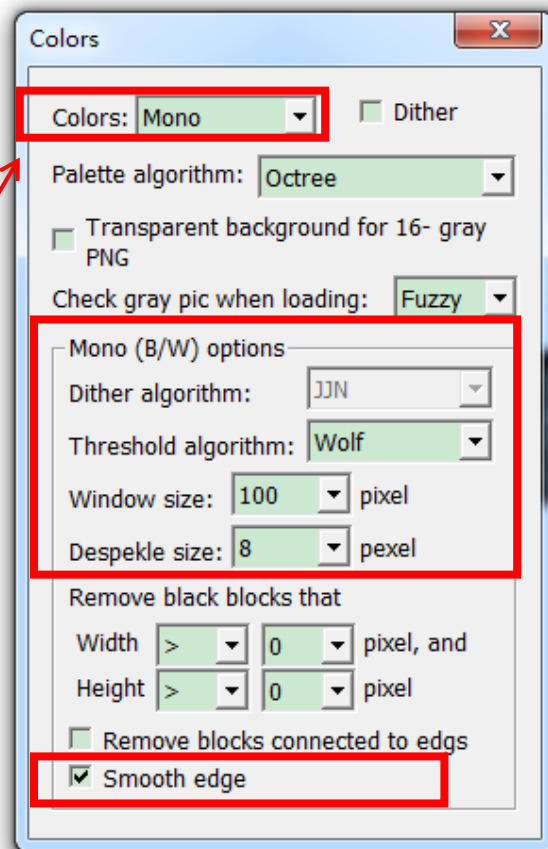 Colors
Colors: Mono Dither
Palette algorithm: Octree
Transparent background for 16- gray
PNG
Check gray pic when loading: Fuzzy
Mono (B/W) options
Dither algorithm: JJN
Threshold algorithm: Wolf
Window size: 100 pixel
Despekle size: 8 pexel
Remove black blocks that
Width > 0 pixel, and
Height > 0 pixel
Remove blocks connected to edgs
Smooth edge